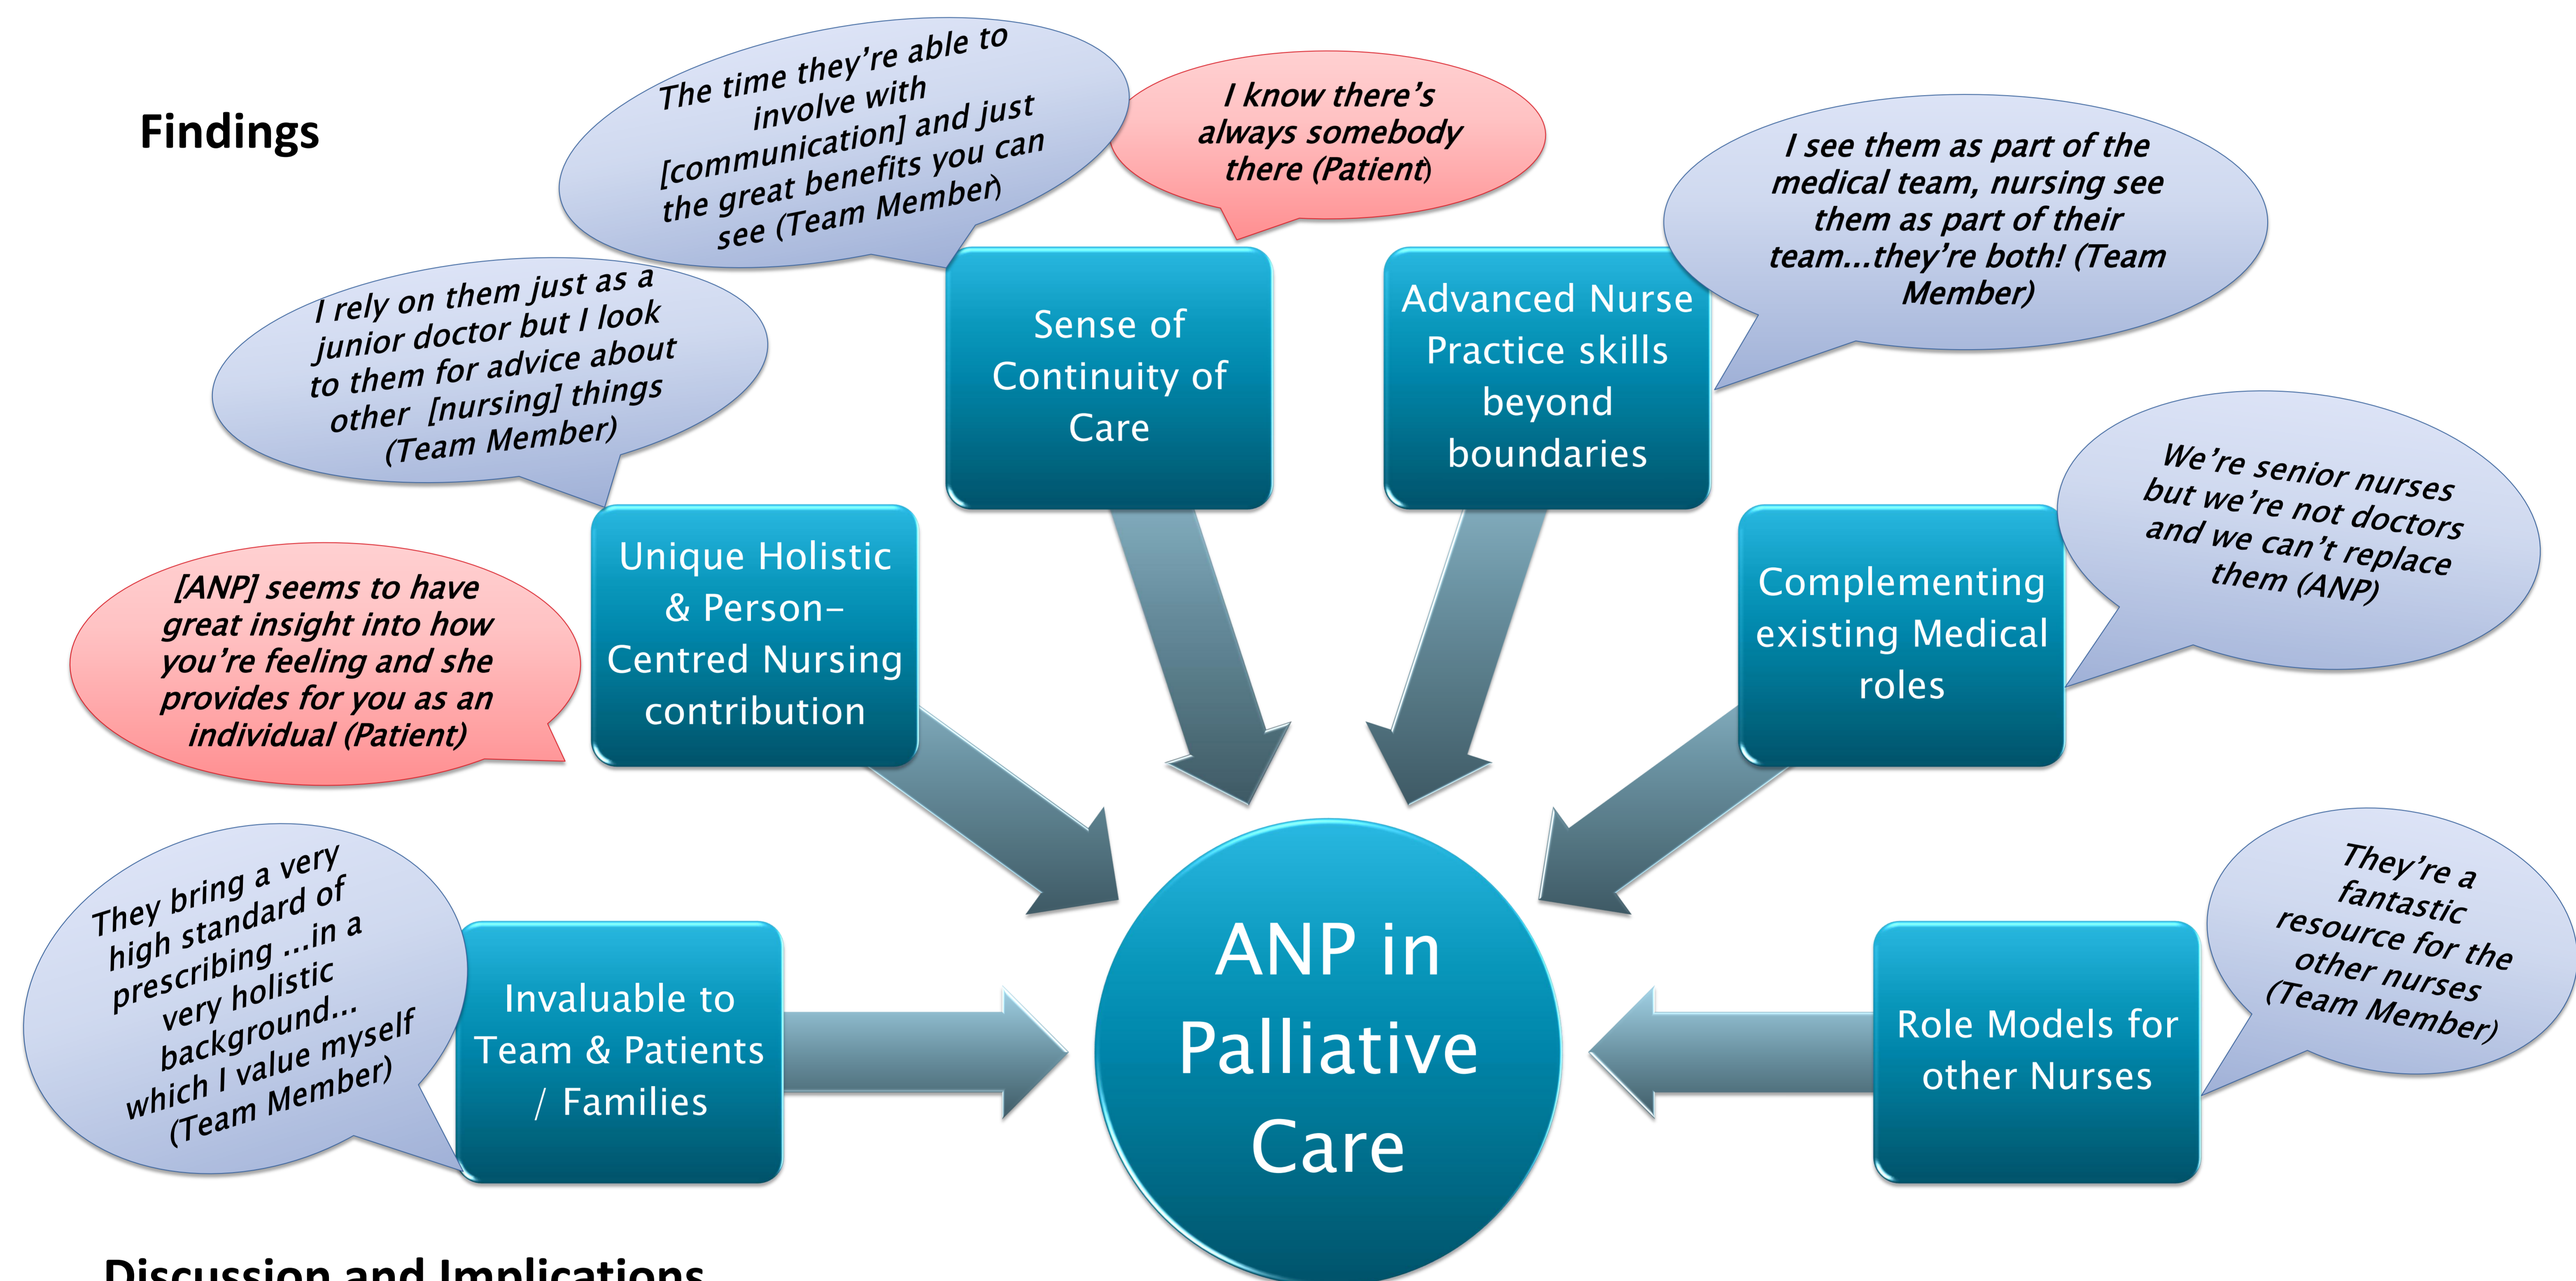 Findings
The time they're able to
involve with
[communication] and just
the great benefits you can
see (Team Member)
I know there's
always somebody
there (Patient)
I see them as part of the
medical team, nursing see
them as part of their
team...they're both! (Team
Member)
I rely on them just as a
junior doctor but I look
to them for advice about
other [nursing] things
(Team Member)
Sense of
Continuity of
Care
Advanced Nurse
Practice skills
beyond
boundaries
We're senior nurses
but we're not doctors
and we can't replace
them (ANP)
[ANP] seems to have
great insight into how
you're feeling and she
provides for you as an
individual (Patient)
Unique Holistic
& Person-
Centred Nursing
contribution
Complementing
existing Medical
roles
They bring a very
high standard of
prescribing ...in a
very holistic
background...
which I value myself
(Team Member)
Invaluable to
Team & Patients
/ Families
ANP in
Palliative
Care
Role Models for
other Nurses
They're a
fantastic
resource for the
other nurses
(Team Member)
Discussion and Implications